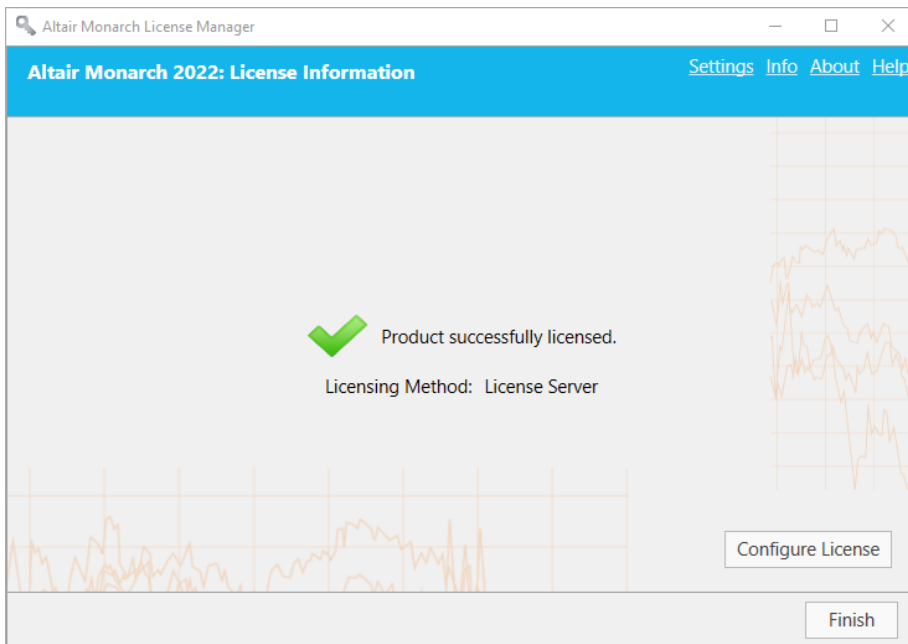 Altair Monarch License Manager
Altair Monarch 2022: License Information
Settings Info About Help
Product successfully licensed.
Licensing Method: License Server
Configure License
Finish